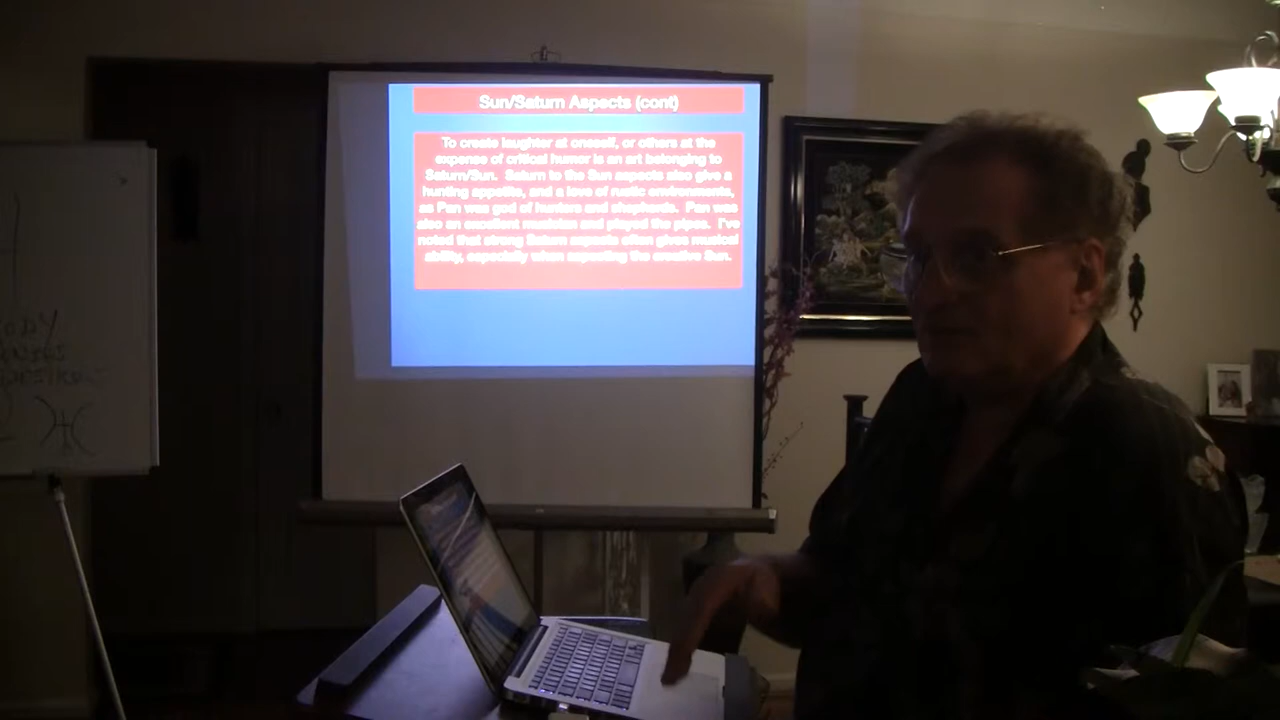 Sun/Saturn Aspects (cont)
To create laughter at oneself, or others at the
expense of critical humor is an art belonging to
Saturn/Sun. Saturn to the Sun aspects also give a
hunting appetite, and a love of rustic environments,
as Pan was god of hunters and shepherds. Pan was
also an excellent musician and played the pipes. I've
noted that strong Saturn aspects often gives musical
ability, especially when aspecting the creative Sun.
ODY